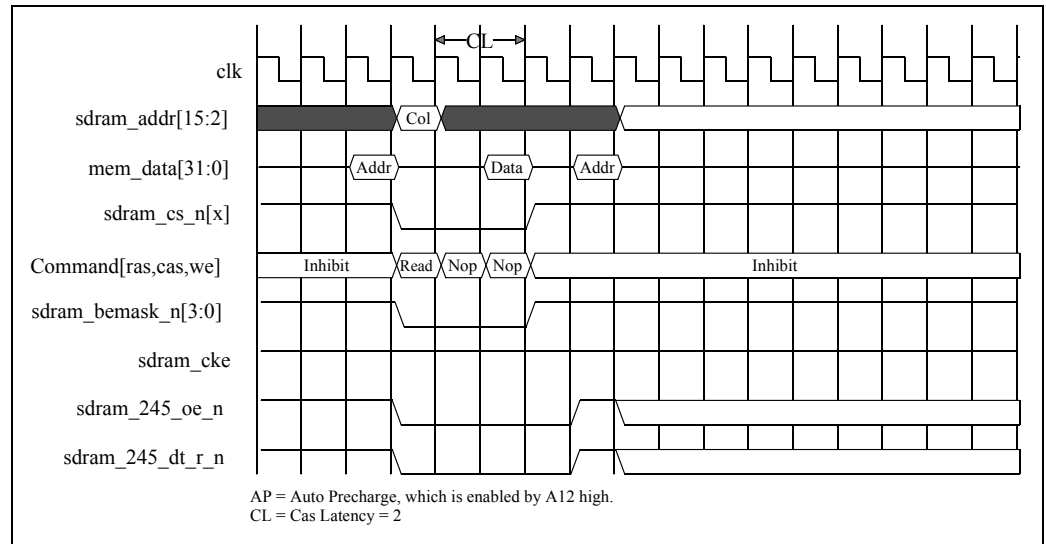 CL
clk
sdram_addr[15:2] Col
mem_data[31:0] Addr Data Addr
sdram_cs_n[x]
Command[ras,cas,we] Inhibit Read Nop Nop Inhibit
sdram_bemask_n[3:0]
sdram_cke
sdram_245_oe_n
sdram_245_dt_r_n
AP = Auto Precharge, which is enabled by A12 high.
CL = Cas Latency = 2